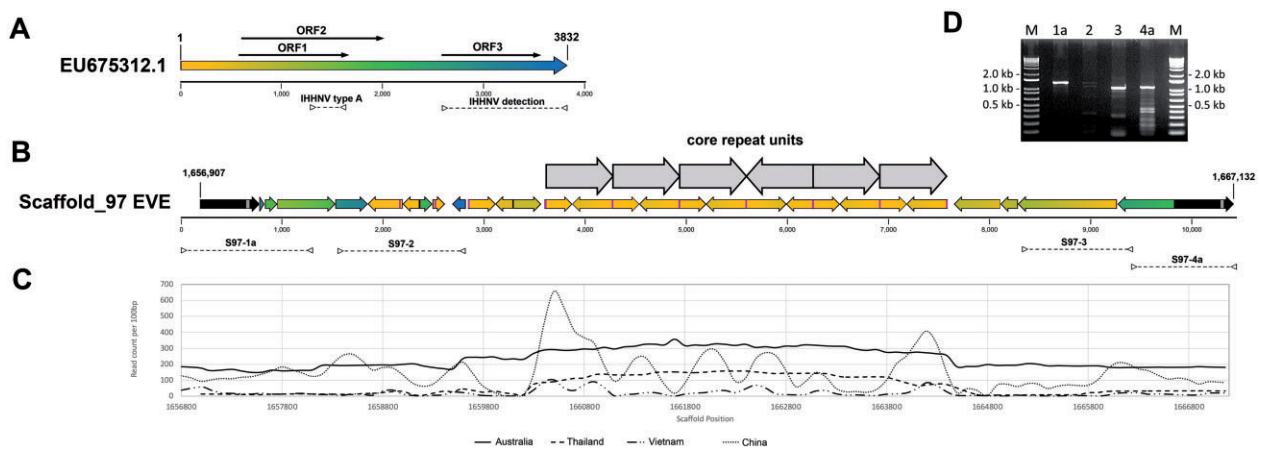 A
EU675312.1
1
3832
ORF2
ORF1
ORF3
0
1,000
2,000
3,000
4,000
IHHNV type A
IHHNV detection
D
M 1a 2 3 4a M
2.0 kb -
1.0 kb -
0.5 kb -
- 2.0 kb
- 1.0 kb
- 0.5 kb
B
core repeat units
1,656,907
1,667,132
Scaffold_97 EVE
0
1,000
2,000
3,000
4,000
5,000
6,000
7,000
8,000
9,000
10,000
S97-1a
S97-2
S97-3
S97-4a
C
Read count per 100bp
700
600
500
400
300
200
100
0
1656800
1657800
1658800
1659800
1660800
1661800
1662800
1663800
1664800
1665800
1666800
Scaffold Position
Australia
Thailand
Vietnam
China